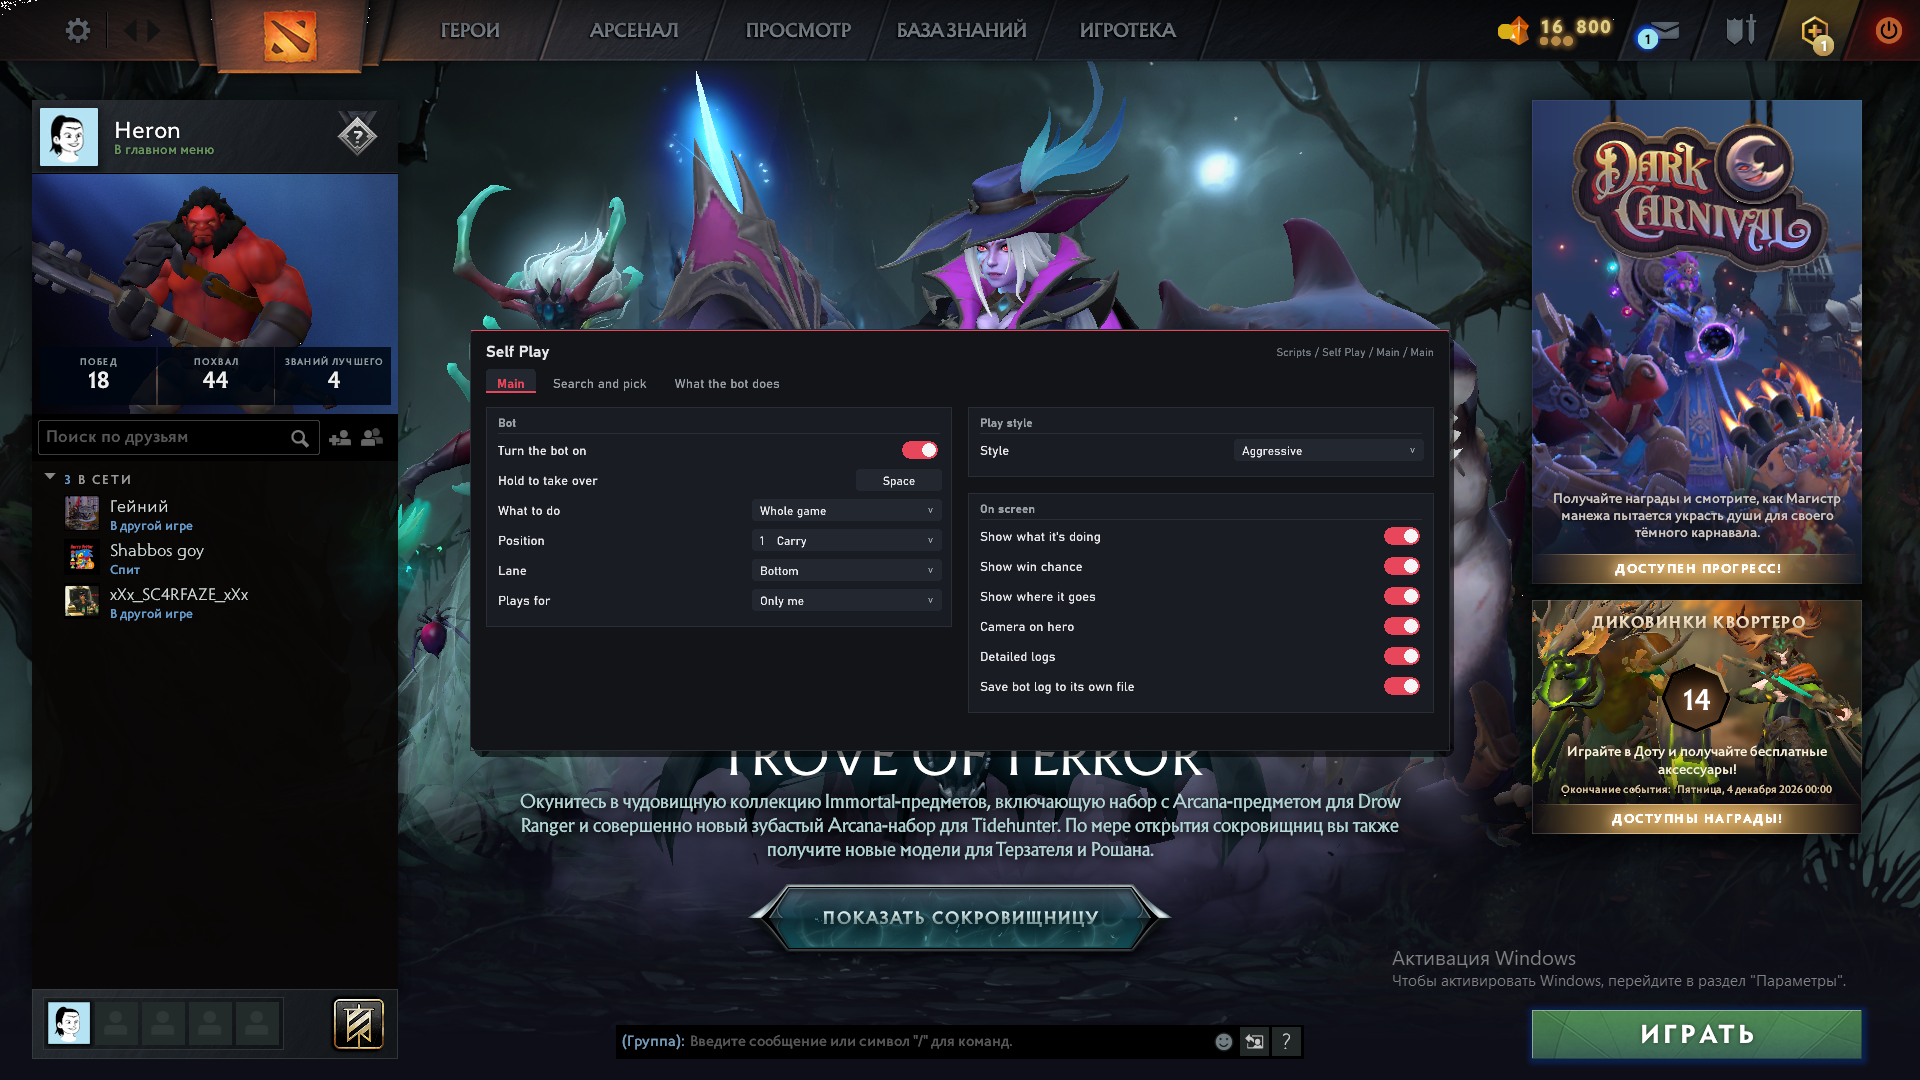 ГЕРОИ
АРСЕНАЛ
ПРОСМОТР
БАЗА ЗНАНИЙ
ИГРОТЕКА
16 800
1
1
Heron
В главном меню
?
ПОБЕД
18
ПОХВАЛ
44
ЗВАНИЙ ЛУЧШЕГО
4
Поиск по друзьям
3 В СЕТИ
Гейний
В другой игре
Shabbos goy
Спит
xXx_SC4RFAZE_xXx
В другой игре
Self Play
Scripts / Self Play / Main / Main
Main
Search and pick
What the bot does
Bot
Turn the bot on
Hold to take over
Space
What to do
Whole game
Position
1 Carry
Lane
Bottom
Plays for
Only me
Play style
Style
Aggressive
On screen
Show what it's doing
Show win chance
Show where it goes
Camera on hero
Detailed logs
Save bot log to its own file
TROVE OF TERROR
Окунитесь в чудовищную коллекцию Immortal-предметов, включающую набор с Arcana-предметом для Drow
Ranger и совершенно новый зубастый Arcana-набор для Tidehunter. По мере открытия сокровищниц вы также
получите новые модели для Терзателя и Рошана.
ПОКАЗАТЬ СОКРОВИЩНИЦУ
DARK
CARNIVAL
Получайте награды и смотрите, как Магистр
манежа пытается украсть души для своего
тёмного карнавала.
ДОСТУПЕН ПРОГРЕСС!
ДИКОВИНКИ КВОРТЕРО
14
Играйте в Доту и получайте бесплатные
аксессуары!
Окончание события: Пятница, 4 декабря 2026 00:00
ДОСТУПНЫ НАГРАДЫ!
Активация Windows
Чтобы активировать Windows, перейдите в раздел "Параметры".
(Группа): Введите сообщение или символ "/" для команд.
?
ИГРАТЬ